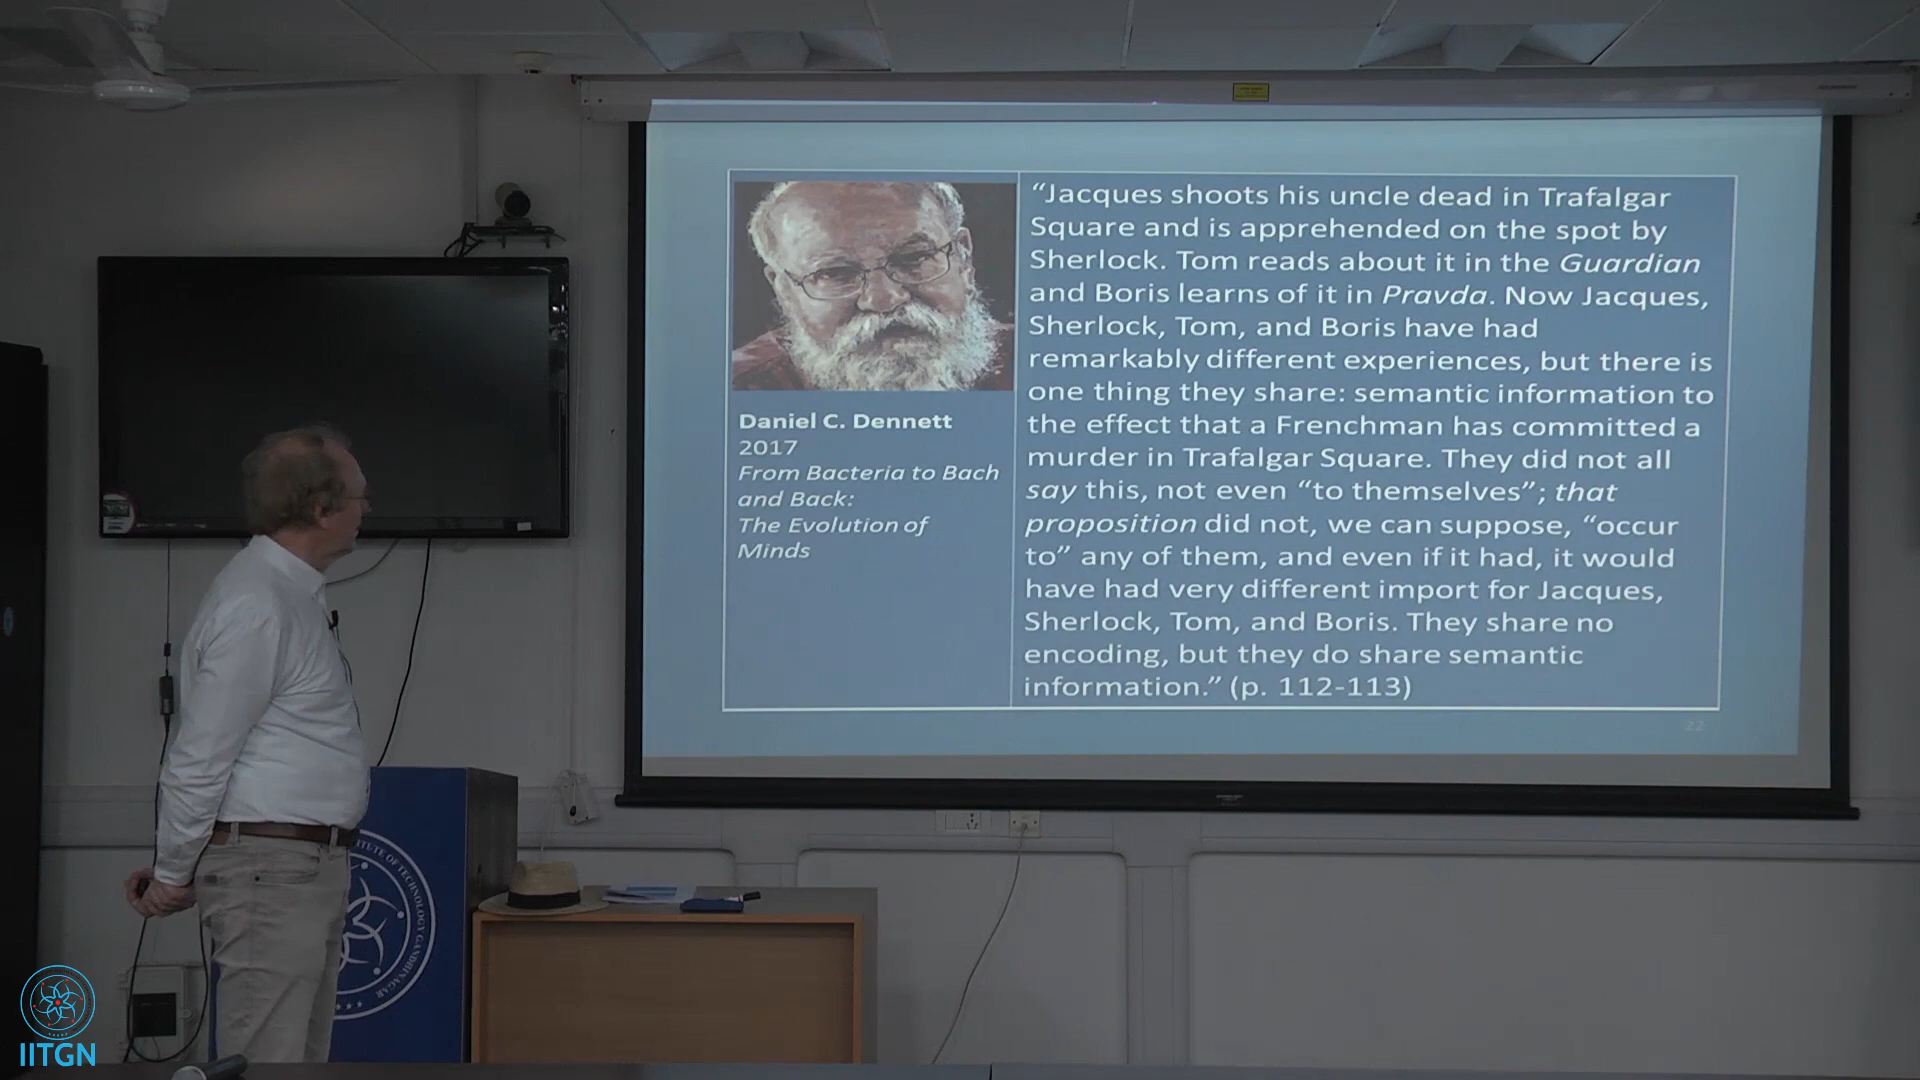 Daniel C. Dennett
2017
From Bacteria to Bach
and Back:
The Evolution of
Minds
“Jacques shoots his uncle dead in Trafalgar
Square and is apprehended on the spot by
Sherlock. Tom reads about it in the Guardian
and Boris learns of it in Pravda. Now Jacques,
Sherlock, Tom, and Boris have had
remarkably different experiences, but there is
one thing they share: semantic information to
the effect that a Frenchman has committed a
murder in Trafalgar Square. They did not all
say this, not even “to themselves”; that
proposition did not, we can suppose, “occur
to” any of them, and even if it had, it would
have had very different import for Jacques,
Sherlock, Tom, and Boris. They share no
encoding, but they do share semantic
information.” (p. 112-113)
22
OF TECHNOLOGY GANDHINAGAR
IITGN